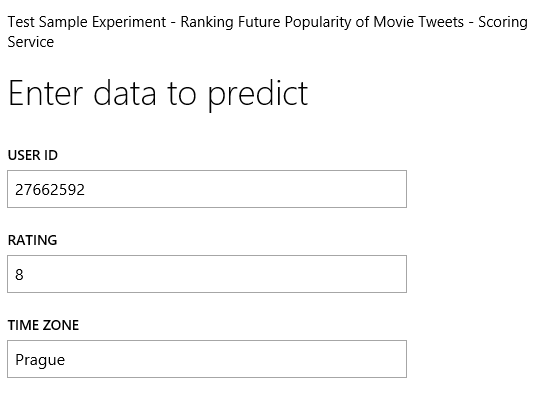 Test Sample Experiment - Ranking Future Popularity of Movie Tweets - Scoring
Service
Enter data to predict
USER ID
27662592
RATING
8
TIME ZONE
Prague